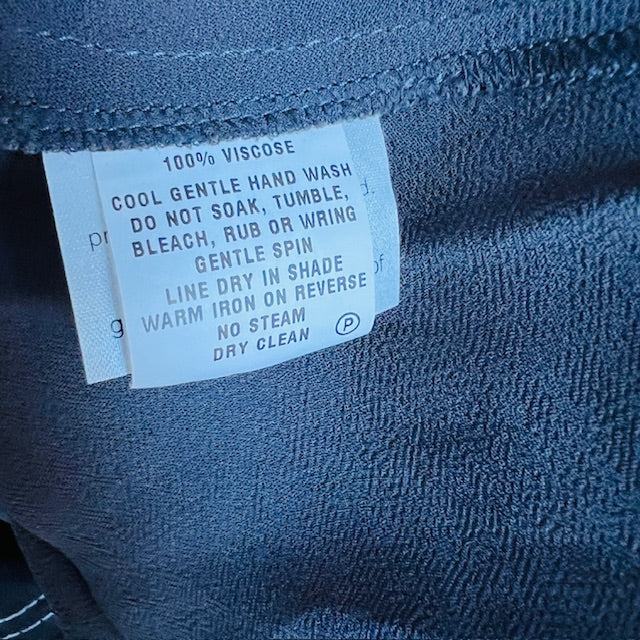 100% VISCOSE
COOL GENTLE HAND WASH
DO NOT SOAK, TUMBLE,
BLEACH, RUB OR WRING
GENTLE SPIN
LINE DRY IN SHADE
WARM IRON ON REVERSE
NO STEAM
DRY CLEAN P